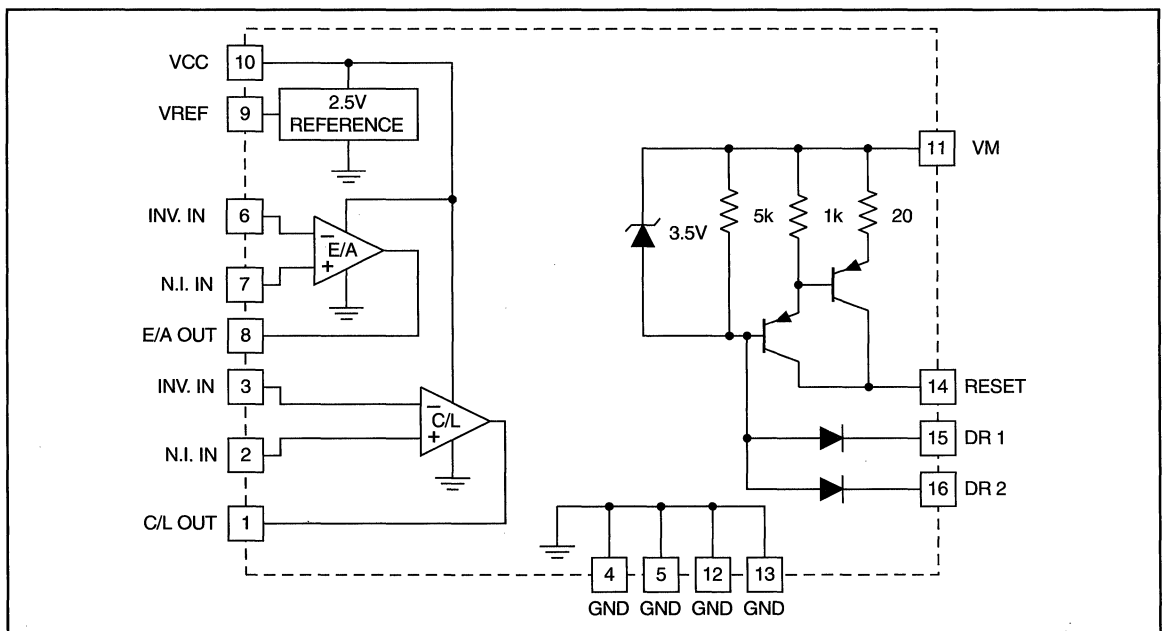 VCC 10
VREF 9
2.5V
REFERENCE
INV. IN 6
− E/A +
N.I. IN 7
E/A OUT 8
INV. IN 3
− C/L +
N.I. IN 2
C/L OUT 1
11 VM
3.5V 5k 1k 20
14 RESET
15 DR 1
16 DR 2
4 5 12 13
GND GND GND GND